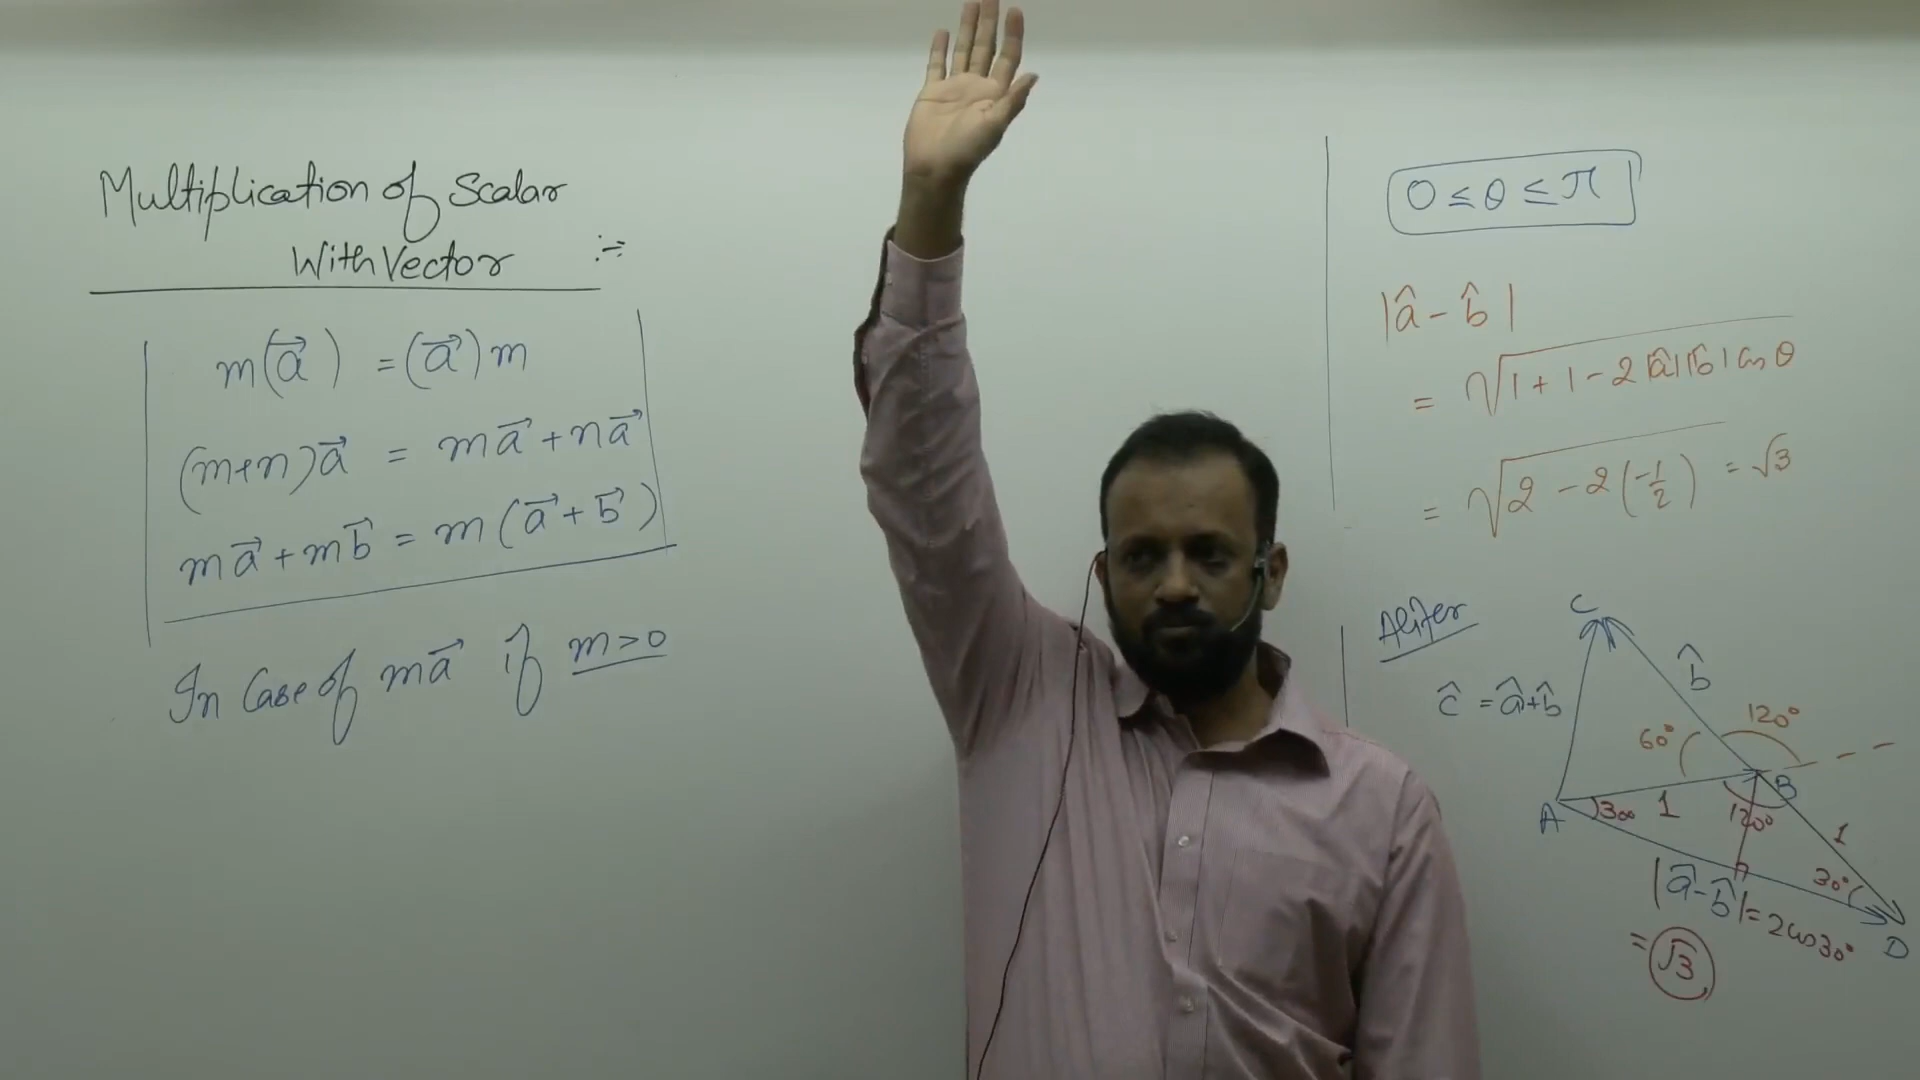 Multiplication of Scalar
With Vector :-
m(a⃗) = (a⃗)m
(m+n)a⃗ = ma⃗ + na⃗
ma⃗ + mb⃗ = m(a⃗ + b⃗)
In Case of ma⃗ if m>0
0 ≤ θ ≤ π
|â - b̂|
= √(1 + 1 - 2|â||b̂| cos θ)
= √(2 - 2(-1/2)) = √3
Aliter
ĉ = â+b̂
C
b̂
60°
120°
A
30°
1
B
120°
1
30°
D
|a⃗ - b⃗| = 2cos30°
= √3